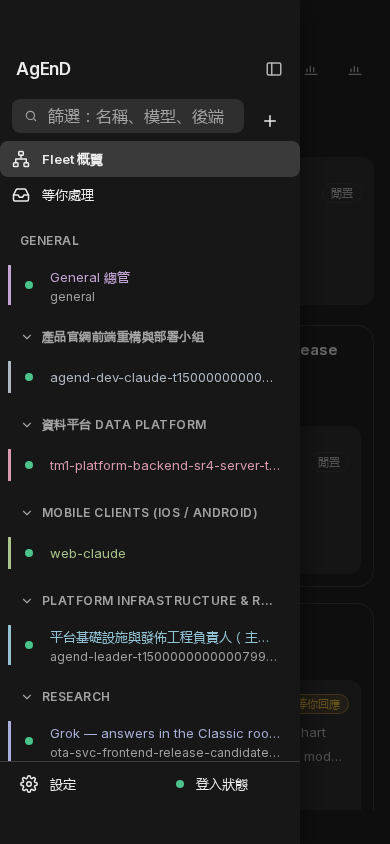 AgEnD
篩選：名稱、模型、後端
Fleet 概覽
等你處理
閒置
GENERAL
General 總管
general
產品官網前端重構與部署小組
ease
agend-dev-claude-t15000000000…
資料平台 DATA PLATFORM
tm1-platform-backend-sr4-server-t…
閒置
MOBILE CLIENTS (IOS / ANDROID)
web-claude
PLATFORM INFRASTRUCTURE & R…
平台基礎設施與發佈工程負責人（主…
agend-leader-t1500000000000799…
RESEARCH
等你回應
Grok — answers in the Classic roo…
hart
ota-svc-frontend-release-candidate…
mod…
設定
登入狀態